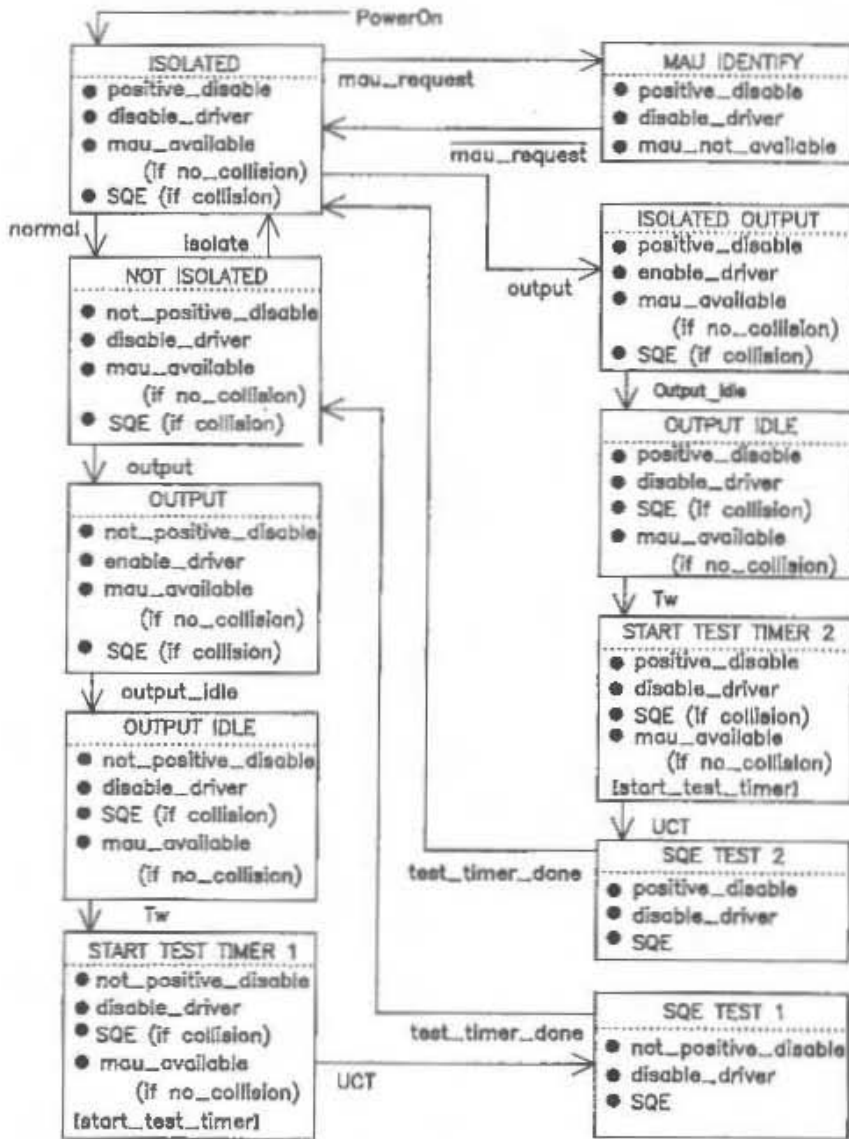 PowerOn
ISOLATED
● positive_disable
● disable_driver
● mau_available
(if no_collision)
● SQE (if collision)
mau_request
mau_request
MAU IDENTIFY
● positive_disable
● disable_driver
● mau_not_available
normal
isolate
output
ISOLATED OUTPUT
● positive_disable
● enable_driver
● mau_available
(if no_collision)
● SQE (if collision)
NOT ISOLATED
● not_positive_disable
● disable_driver
● mau_available
(if no_collision)
● SQE (if collision)
Output_Idle
OUTPUT IDLE
● positive_disable
● disable_driver
● SQE (if collision)
● mau_available
(if no_collision)
output
OUTPUT
● not_positive_disable
● enable_driver
● mau_available
(if no_collision)
● SQE (if collision)
Tw
START TEST TIMER 2
● positive_disable
● disable_driver
● SQE (if collision)
● mau_available
(if no_collision)
[start_test_timer]
output_idle
OUTPUT IDLE
● not_positive_disable
● disable_driver
● SQE (if collision)
● mau_available
(if no_collision)
UCT
test_timer_done
SQE TEST 2
● positive_disable
● disable_driver
● SQE
Tw
START TEST TIMER 1
● not_positive_disable
● disable_driver
● SQE (if collision)
● mau_available
(if no_collision)
[start_test_timer]
test_timer_done
UCT
SQE TEST 1
● not_positive_disable
● disable_driver
● SQE